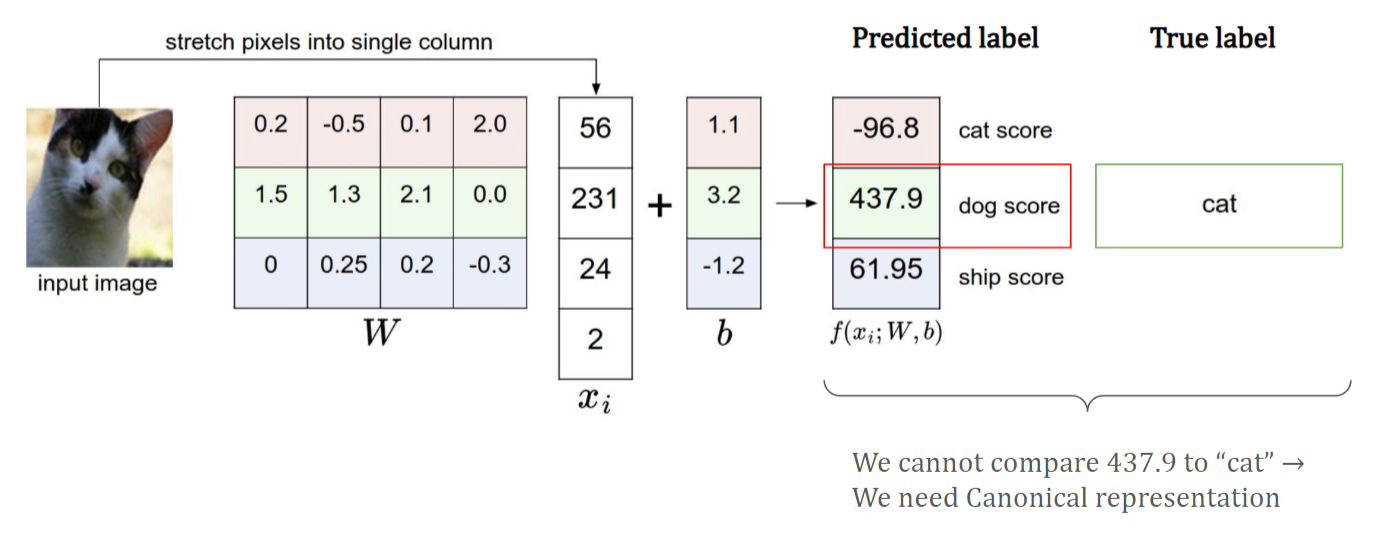 stretch pixels into single column
Predicted label
True label
input image
0.2 -0.5 0.1 2.0
1.5 1.3 2.1 0.0
0 0.25 0.2 -0.3
W
56
231
24
2
x_i
+
1.1
3.2
-1.2
b
-96.8 cat score
437.9 dog score
61.95 ship score
f(x_i; W, b)
cat
We cannot compare 437.9 to “cat” →
We need Canonical representation